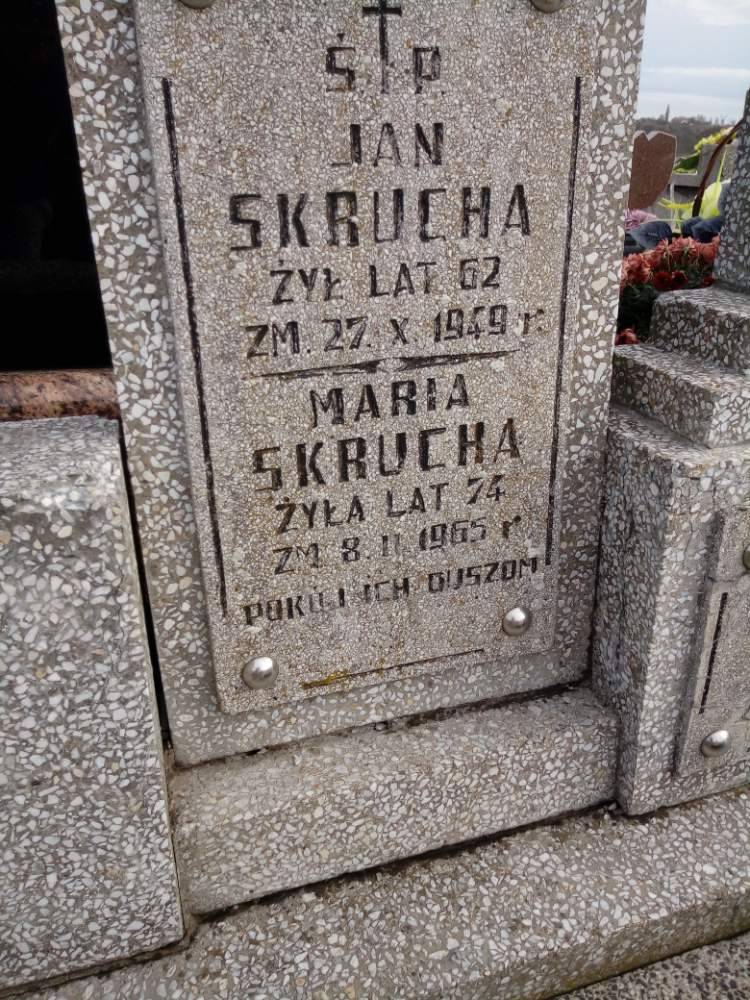 Ś.P.
JAN
SKRUCHA
ŻYŁ LAT 62
ZM. 27. X. 1949 r.
MARIA
SKRUCHA
ŻYŁA LAT 74
ZM 8. II. 1965 r
POKÓJ ICH DUSZOM